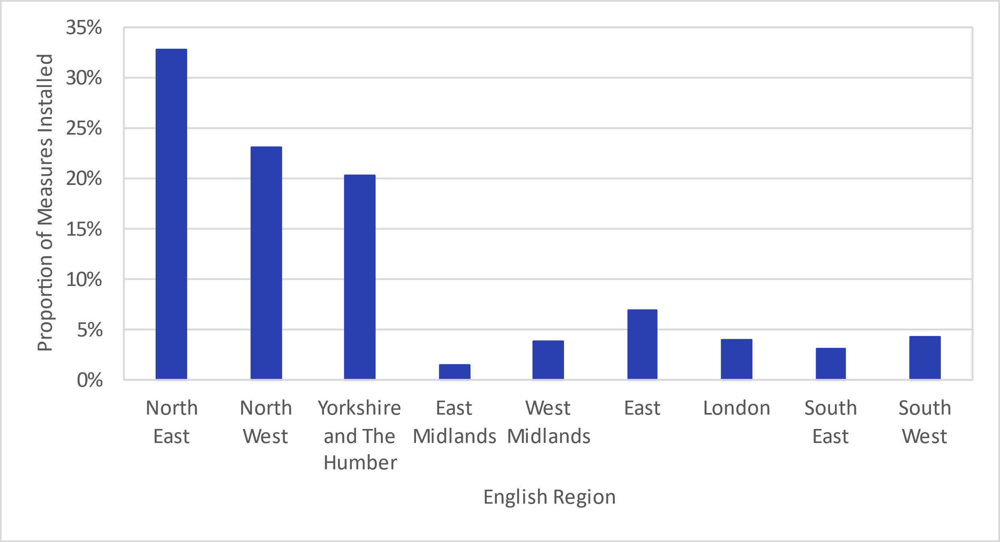 35%
30%
25%
20%
15%
10%
5%
0%
Proportion of Measures Installed
North East
North West
Yorkshire and The Humber
East Midlands
West Midlands
East
London
South East
South West
English Region